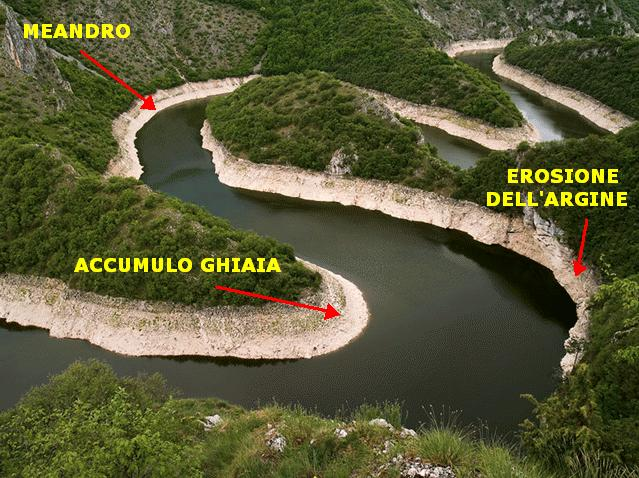 MEANDRO
EROSIONE
DELL'ARGINE
ACCUMULO GHIAIA